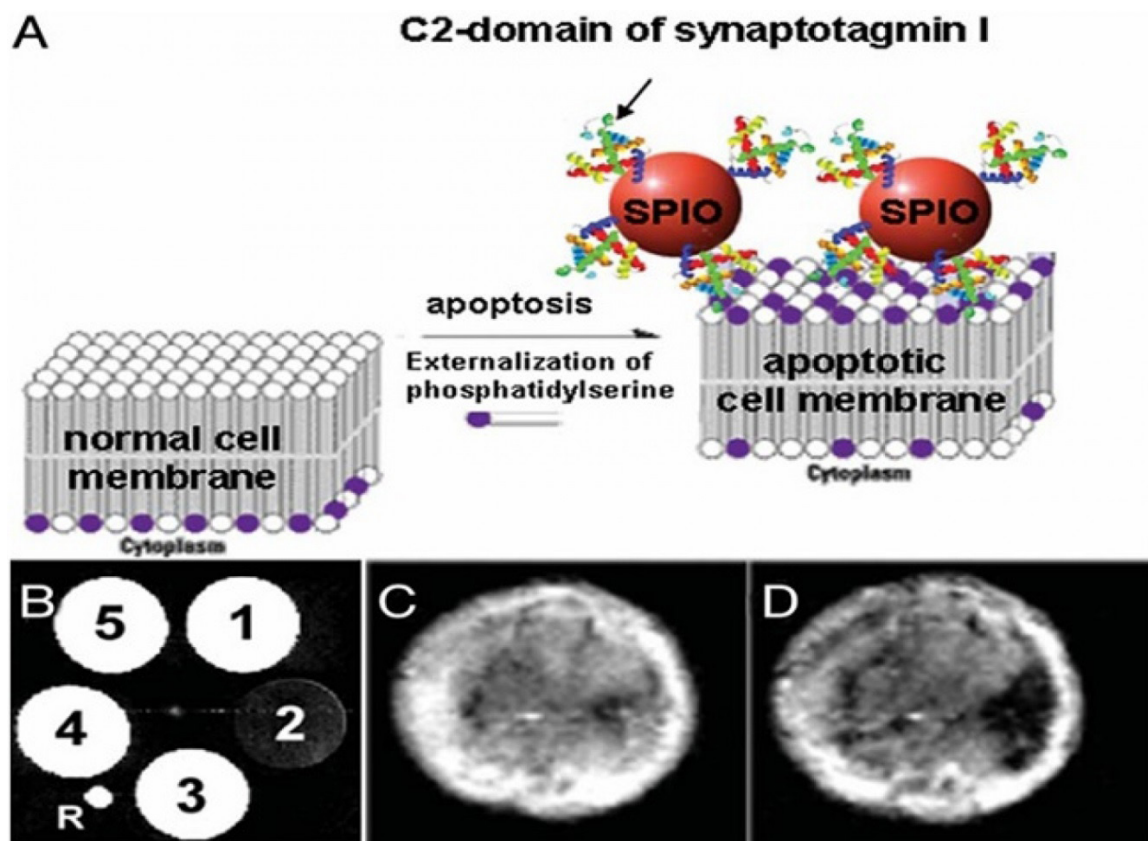 A
C2-domain of synaptotagmin I
SPIO
SPIO
apoptosis
Externalization of
phosphatidylserine
normal cell
membrane
Cytoplasm
apoptotic
cell membrane
Cytoplasm
B
5
1
4
2
3
R
C
D